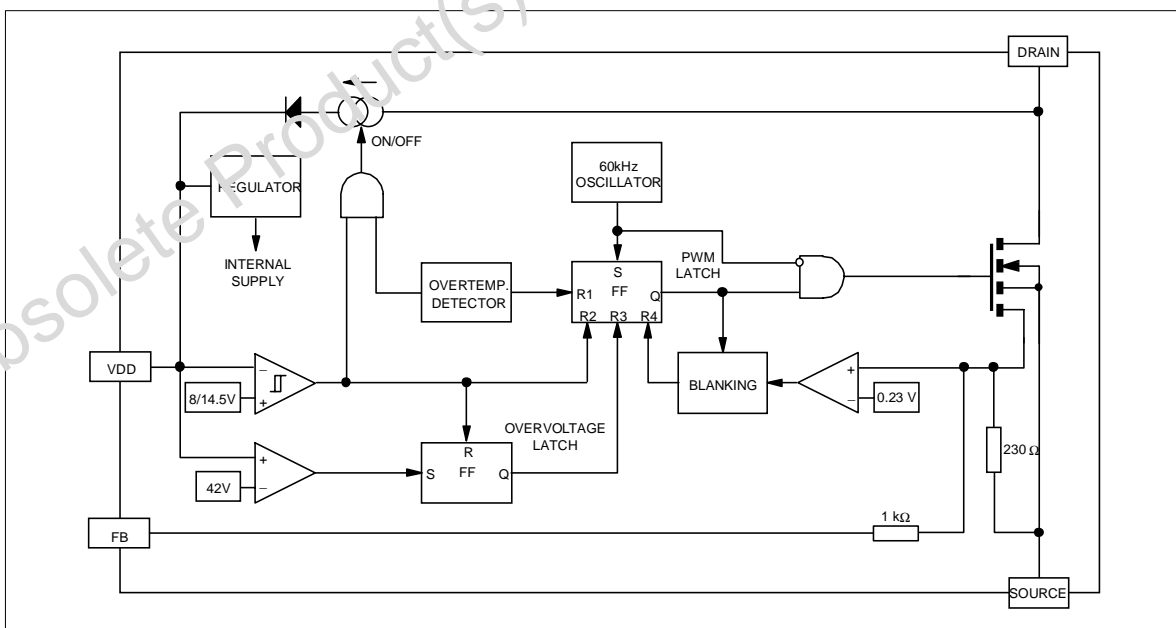 Obsolete Product(s)
DRAIN
ON/OFF
REGULATOR
60kHz
OSCILLATOR
INTERNAL
SUPPLY
OVERTEMP.
DETECTOR
PWM
LATCH
S
FF
R1
Q
R2 R3 R4
VDD
8/14.5V
−
+
BLANKING
+
−
0.23 V
OVERVOLTAGE
LATCH
230 Ω
+
−
42V
R
FF
S
Q
1 kΩ
FB
SOURCE